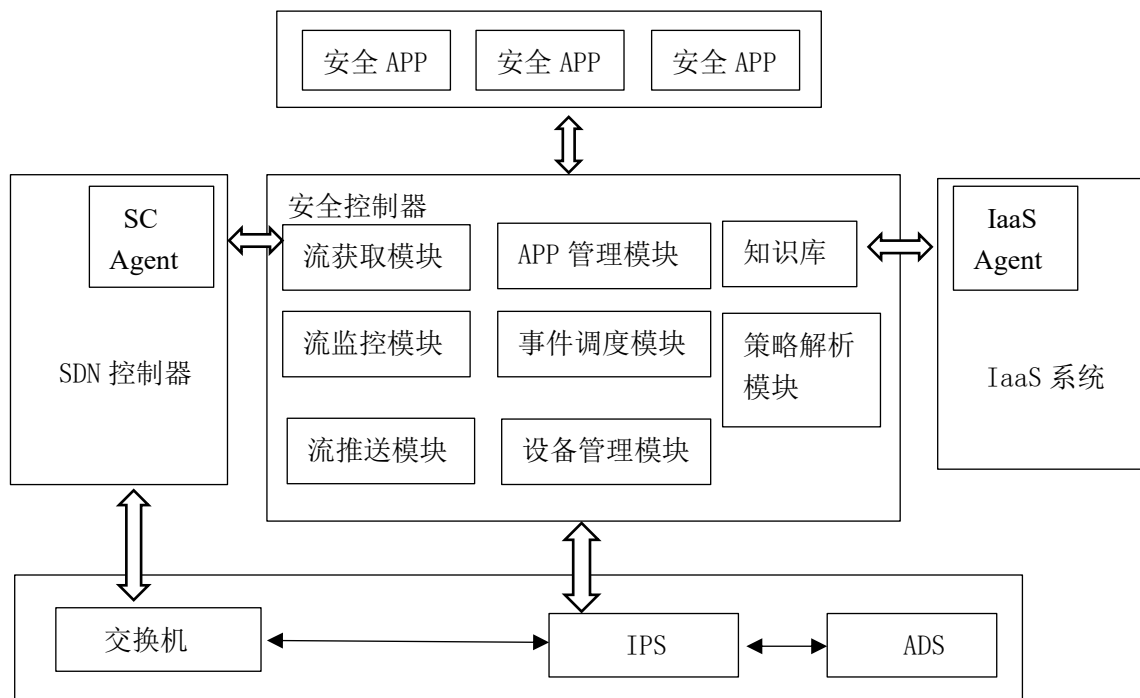 安全 APP
安全 APP
安全 APP
SC
Agent
SDN 控制器
安全控制器
流获取模块
APP 管理模块
知识库
流监控模块
事件调度模块
策略解析
模块
流推送模块
设备管理模块
IaaS
Agent
IaaS 系统
交换机
IPS
ADS